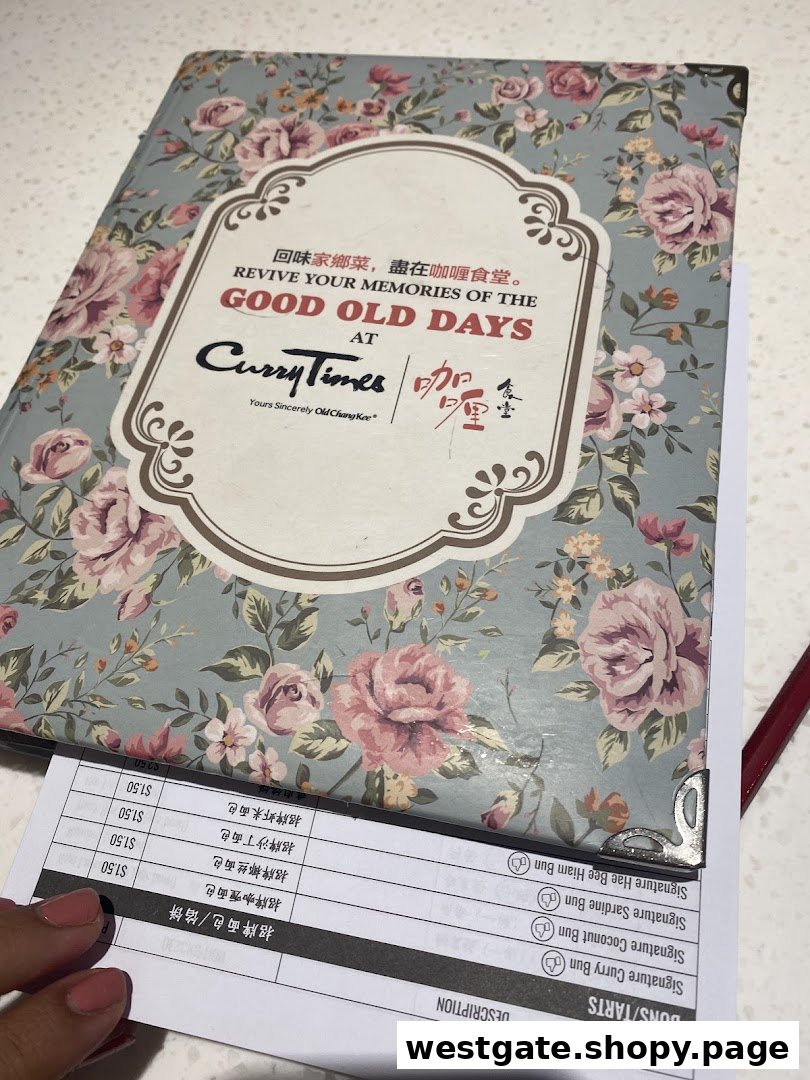 回味家鄉菜，盡在咖喱食堂。
REVIVE YOUR MEMORIES OF THE
GOOD OLD DAYS
AT
CurryTimes
Yours Sincerely Old Chang Kee®
咖喱食堂
DESCRIPTION
BUNS/TARTS 招牌面包/馅饼
Signature Curry Bun 招牌咖喱面包 $1.50
Signature Coconut Bun 招牌椰丝面包 $1.50
Signature Sardine Bun 招牌沙丁面包 $1.50
Signature Hae Bee Hiam Bun 招牌虾米面包 $1.50
westgate.shopy.page